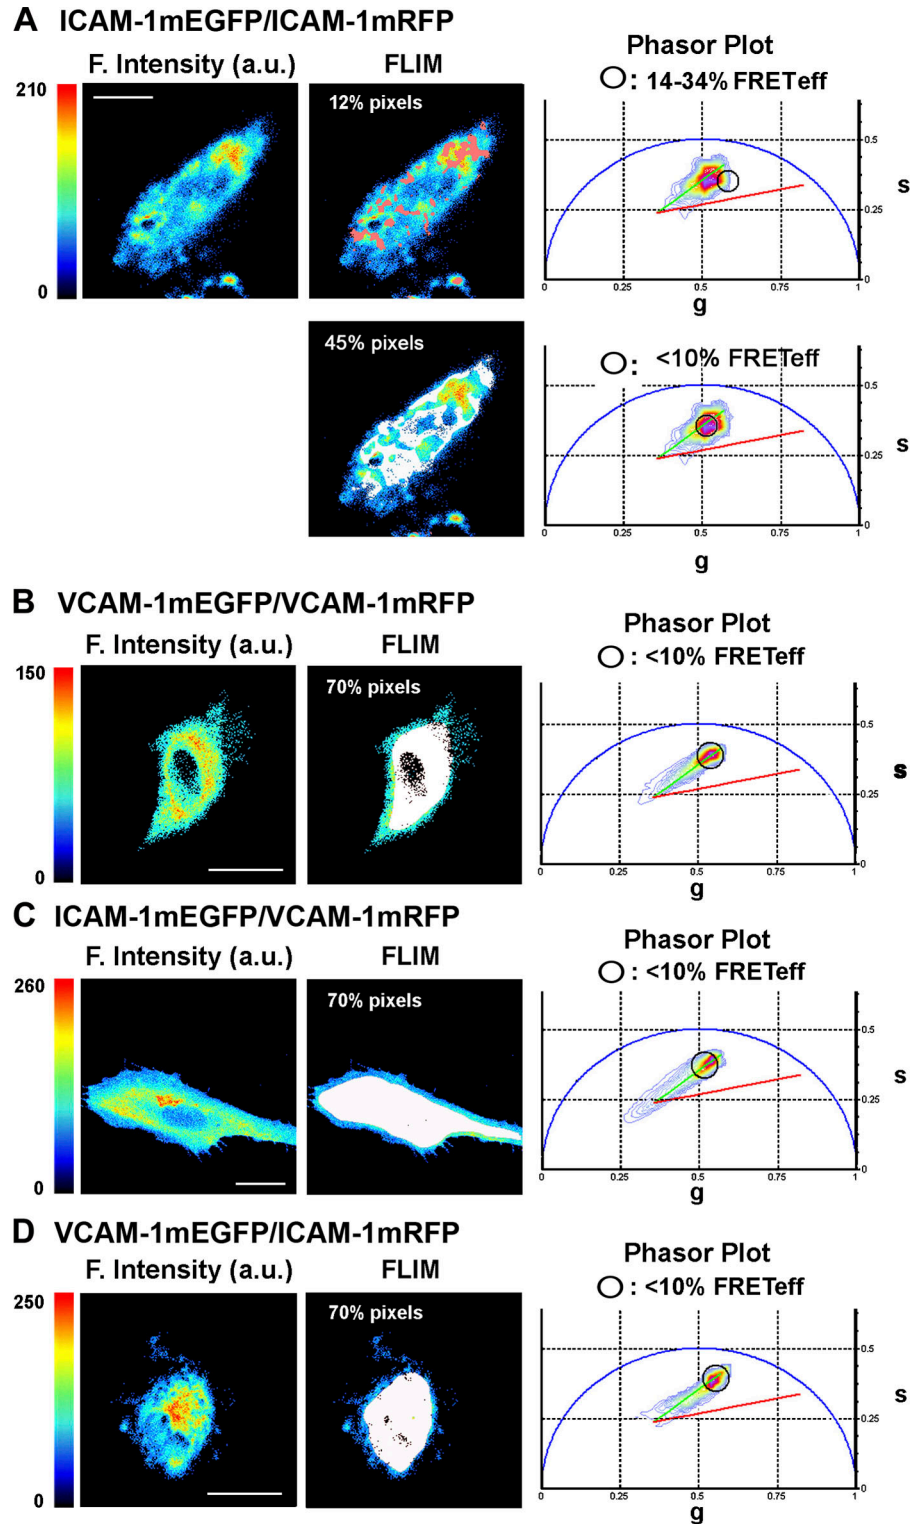 A ICAM-1mEGFP/ICAM-1mRFP
F. Intensity (a.u.) FLIM Phasor Plot
: 14-34% FRETeff
210
0
12% pixels
0.5
0.25
0
s
0 0.25 0.5 0.75 1
g
45% pixels
: <10% FRETeff
0.5
0.25
0
s
0 0.25 0.5 0.75 1
g
B VCAM-1mEGFP/VCAM-1mRFP
F. Intensity (a.u.) FLIM Phasor Plot
: <10% FRETeff
150
0
70% pixels
0.5
0.25
0
s
0 0.25 0.5 0.75 1
g
C ICAM-1mEGFP/VCAM-1mRFP
F. Intensity (a.u.) FLIM Phasor Plot
: <10% FRETeff
260
0
70% pixels
0.5
0.25
0
s
0 0.25 0.5 0.75 1
g
D VCAM-1mEGFP/ICAM-1mRFP
F. Intensity (a.u.) FLIM Phasor Plot
: <10% FRETeff
250
0
70% pixels
0.5
0.25
0
s
0 0.25 0.5 0.75 1
g